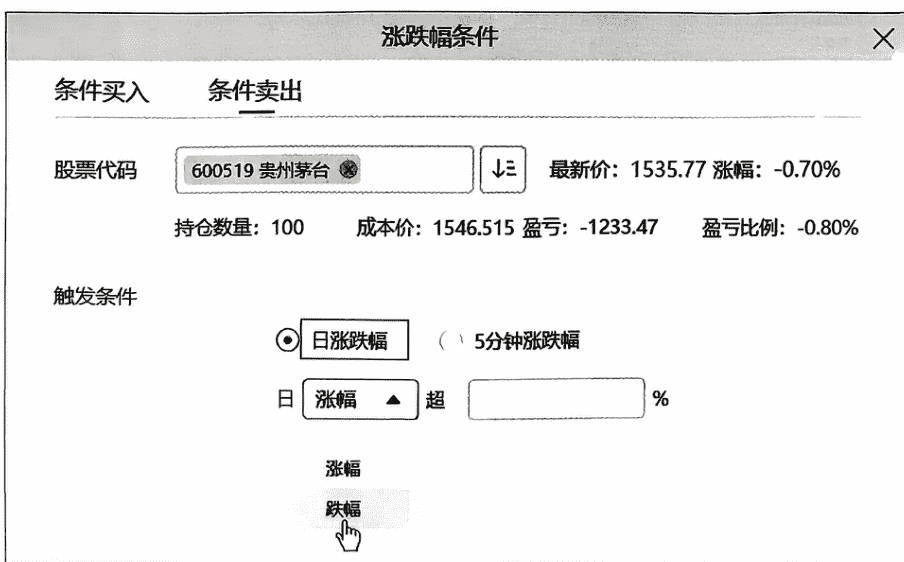 涨跌幅条件
条件买入 条件卖出
股票代码 600519 贵州茅台 最新价：1535.77 涨幅：-0.70%
持仓数量：100 成本价：1546.515 盈亏：-1233.47 盈亏比例：-0.80%
触发条件
日涨跌幅 5分钟涨跌幅
日 涨幅 超 %
涨幅
跌幅